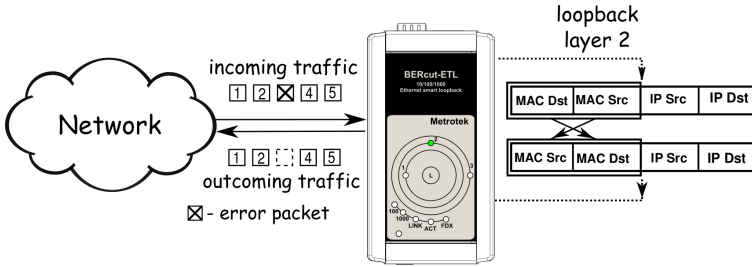 loopback
layer 2
incoming traffic
1 2 4 5
Network
1 2 4 5
outcoming traffic
- error packet
BERcut-ETL
10/100/1000
Ethernet smart loopback
Metrotek
2
1
3
L
100
1000
LINK ACT FDX
MAC Dst MAC Src IP Src IP Dst
MAC Src MAC Dst IP Src IP Dst